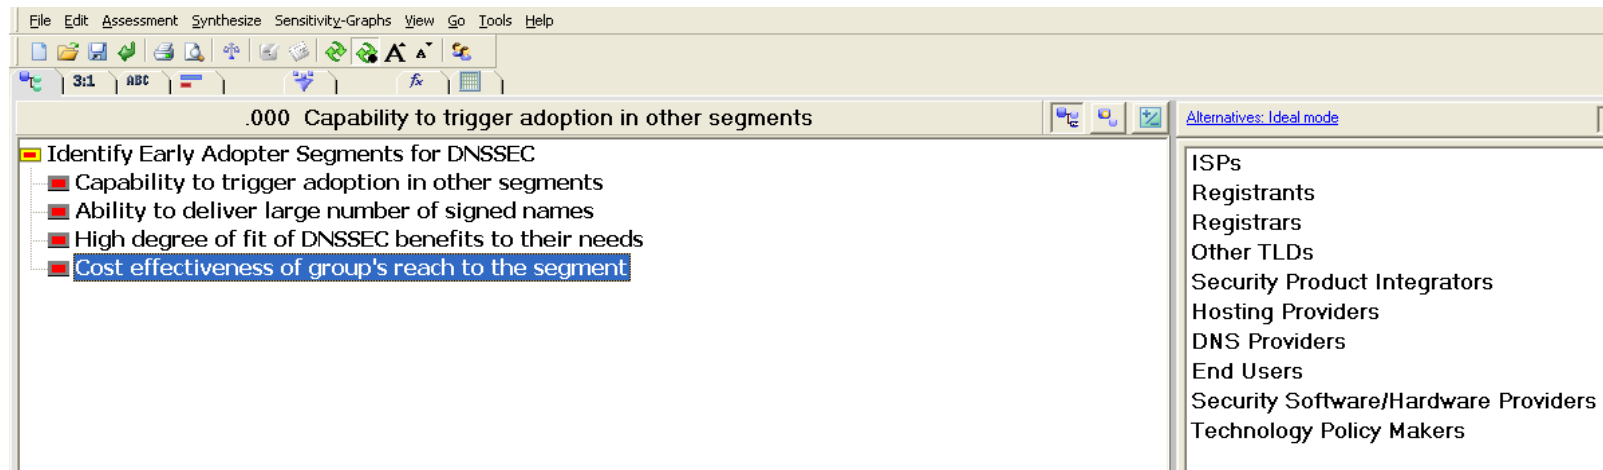 File Edit Assessment Synthesize Sensitivity-Graphs View Go Tools Help
A A
3:1 ABC fx
.000 Capability to trigger adoption in other segments
Alternatives: Ideal mode
Identify Early Adopter Segments for DNSSEC
Capability to trigger adoption in other segments
Ability to deliver large number of signed names
High degree of fit of DNSSEC benefits to their needs
Cost effectiveness of group's reach to the segment
ISPs
Registrants
Registrars
Other TLDs
Security Product Integrators
Hosting Providers
DNS Providers
End Users
Security Software/Hardware Providers
Technology Policy Makers